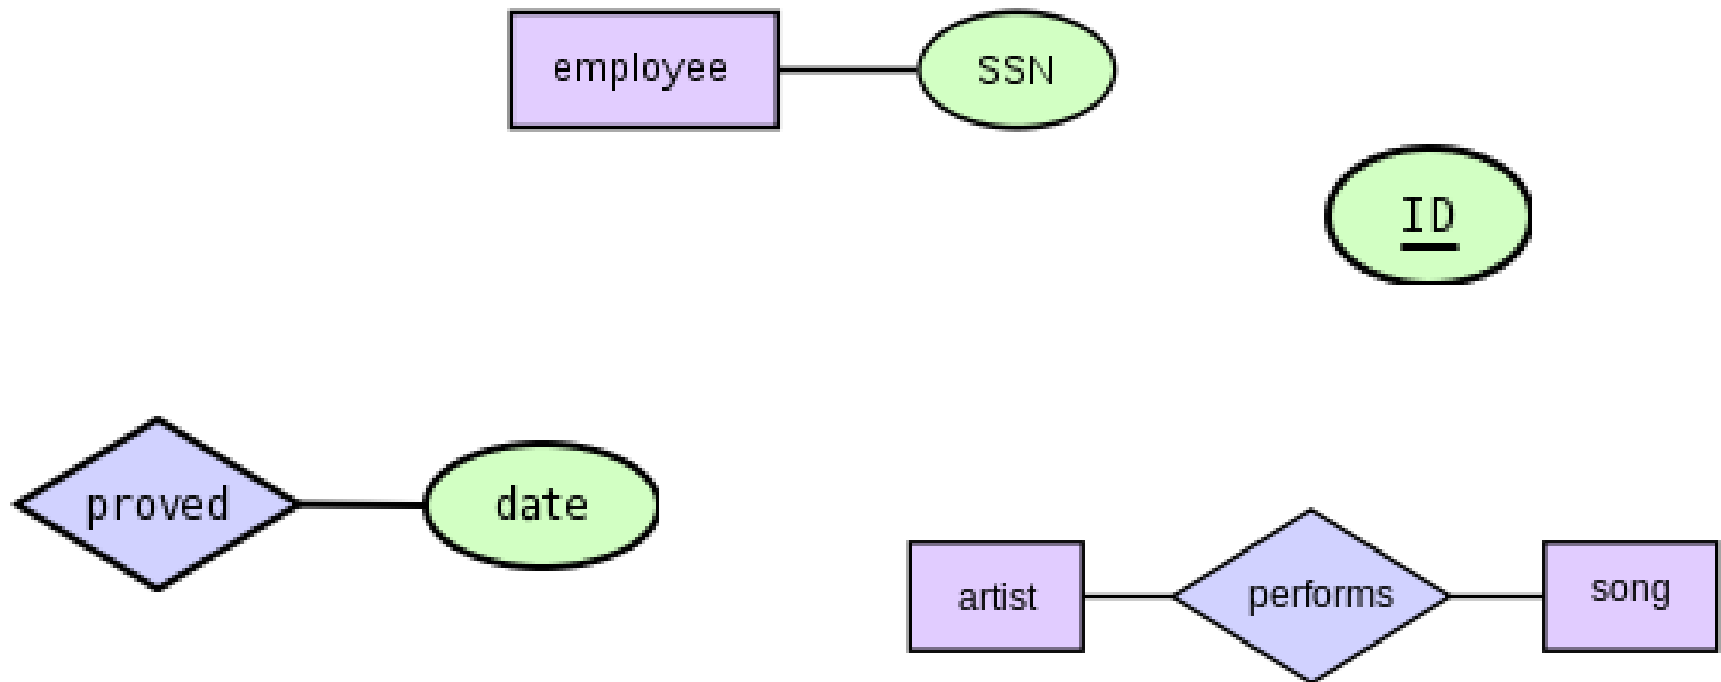 employee
SSN
ID
proved
date
artist
performs
song